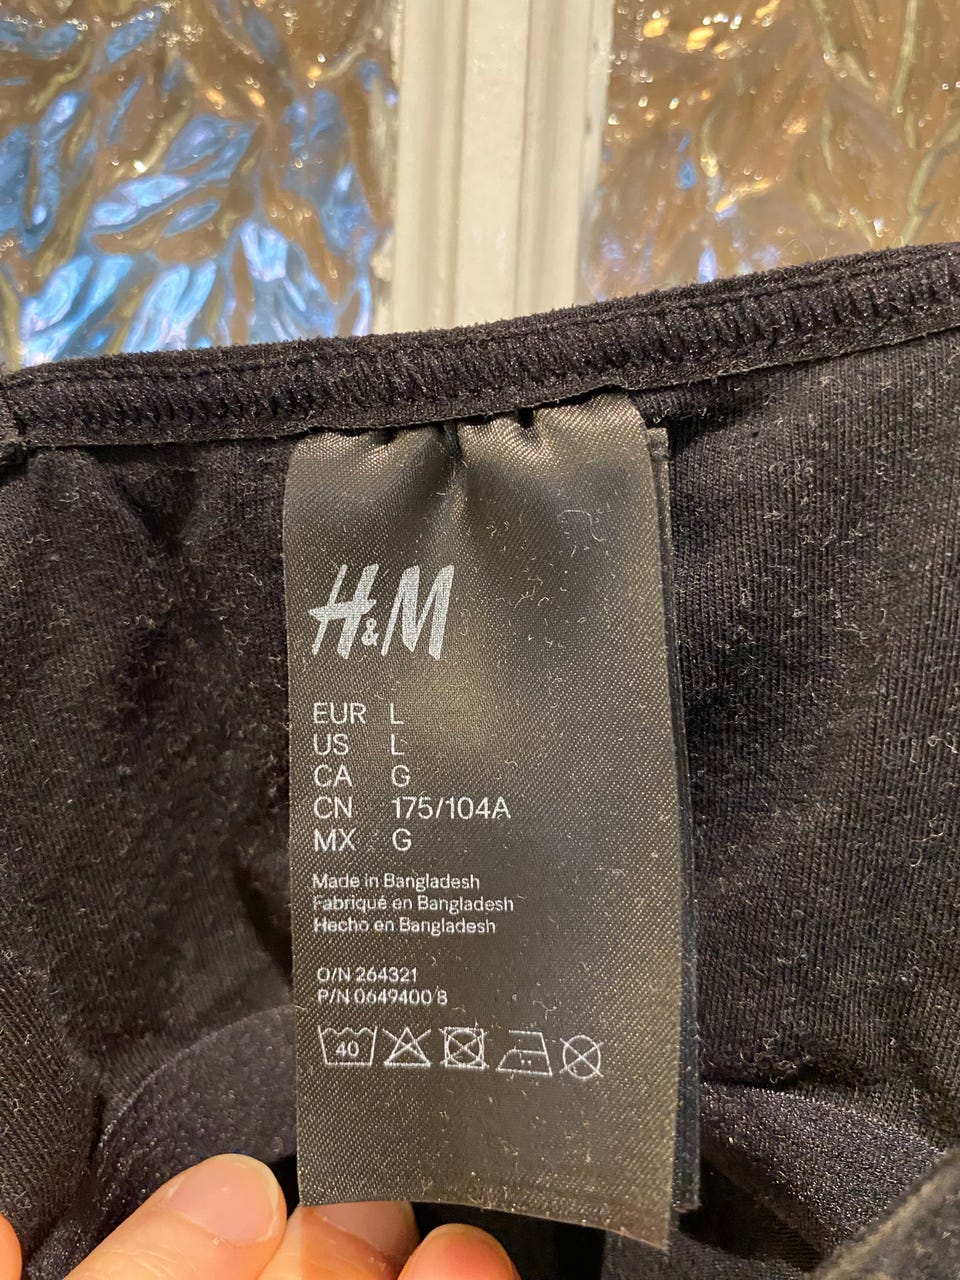 H&M
EUR L
US L
CA G
CN 175/104A
MX G
Made in Bangladesh
Fabriqué en Bangladesh
Hecho en Bangladesh
O/N 264321
P/N 0649400 8
40